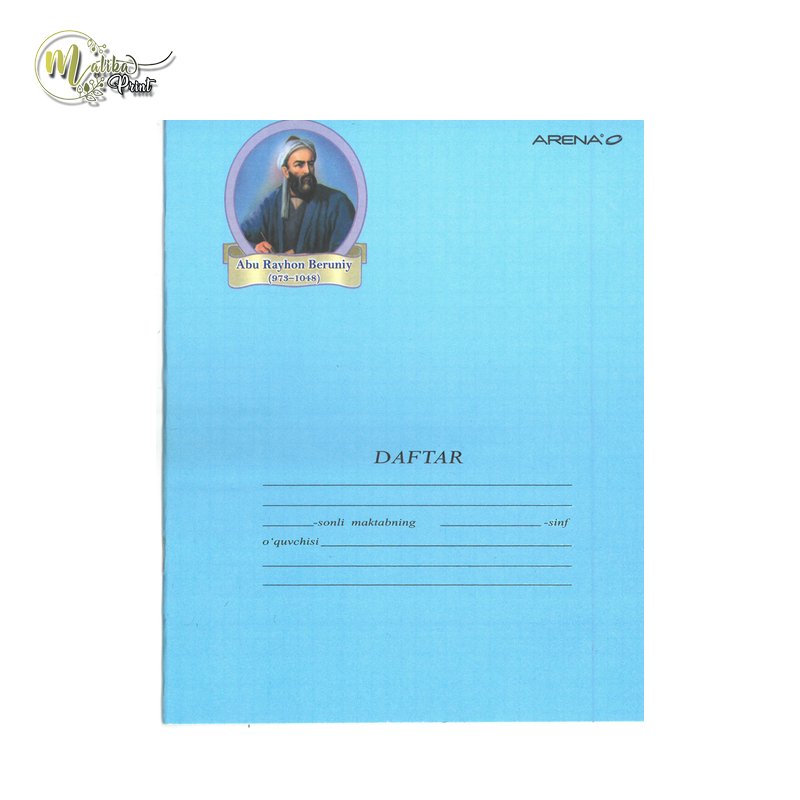 Maliba
Print
ARENA
Abu Rayhon Beruniy
(973–1048)
DAFTAR
-sonli maktabning -sinf
o'quvchisi